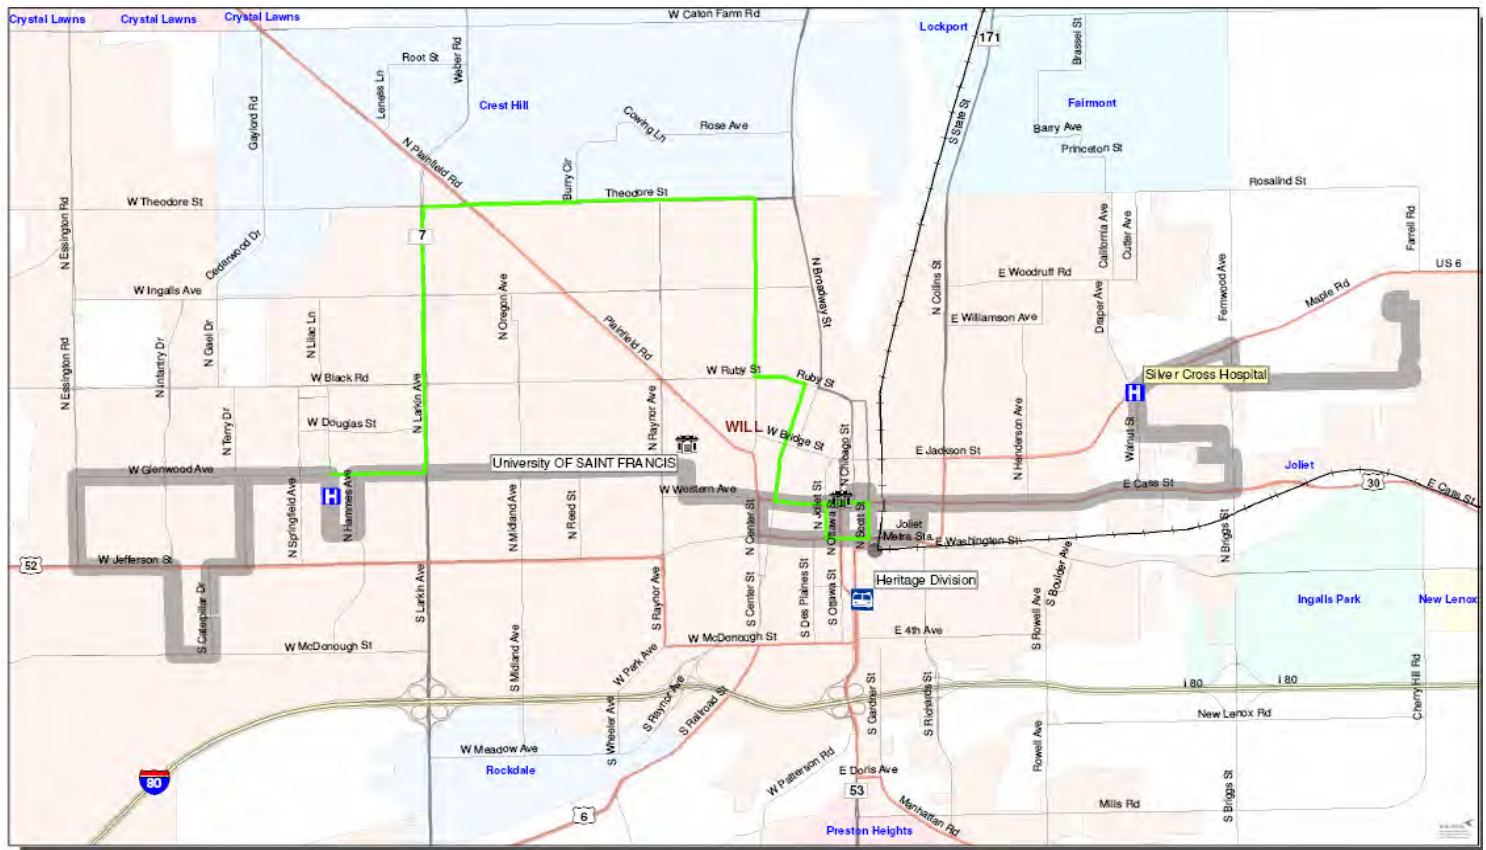 Crystal Lawns
Crystal Lawns
Crystal Lawns
W Caton Farm Rd
Lockport
171
Brassel St
Root St
Weber Rd
Leness Ln
Gaylord Rd
Crest Hill
Cowing Ln
Rose Ave
S State St
Fairmont
Barry Ave
Princeton St
N Plainfield Rd
Burry Cir
Theodore St
W Theodore St
Rosalind St
N Essington Rd
7
Cedarwood Dr
California Ave
Cutter Ave
Farrell Rd
US 6
N Broadway St
N Collins St
E Woodruff Rd
Fernwood Ave
Maple Rd
W Ingalls Ave
N Oregon Ave
Draper Ave
E Williamson Ave
N Essington Rd
N Infantry Dr
N Gael Dr
N Lilac Ln
Plainfield Rd
W Black Rd
W Ruby St
Ruby St
Silver Cross Hospital
H
N Larkin Ave
N Raynor Ave
N Terry Dr
W Douglas St
WILL
W Bridge St
N Chicago St
N Henderson Ave
Walnut St
E Jackson St
W Glenwood Ave
University OF SAINT FRANCIS
Joliet
H
W Western Ave
E Cass St
30
E Cass St
N Springfield Ave
N Hammes Ave
N Midland Ave
N Reed St
N Center St
N Joliet St
N Ottawa St
N Scott St
Joliet
Metra Sta.
E Washington St
N Briggs St
52
W Jefferson St
S Caterpillar Dr
S Larkin Ave
S Raynor Ave
S Center St
S Des Plaines St
S Ottawa St
Heritage Division
S Rowell Ave
S Boulder Ave
Ingalls Park
New Lenox
E 4th Ave
W McDonough St
W McDonough St
S Midland Ave
W Park Ave
S Wheeler Ave
S Raynor Ave
S Railroad St
S Gardner St
S Richards St
I 80
I 80
Cherry Hill Rd
New Lenox Rd
Rowell Ave
W Meadow Ave
Rockdale
80
W Patterson Rd
E Doris Ave
53
Manhattan Rd
S Briggs St
Mills Rd
6
Preston Heights